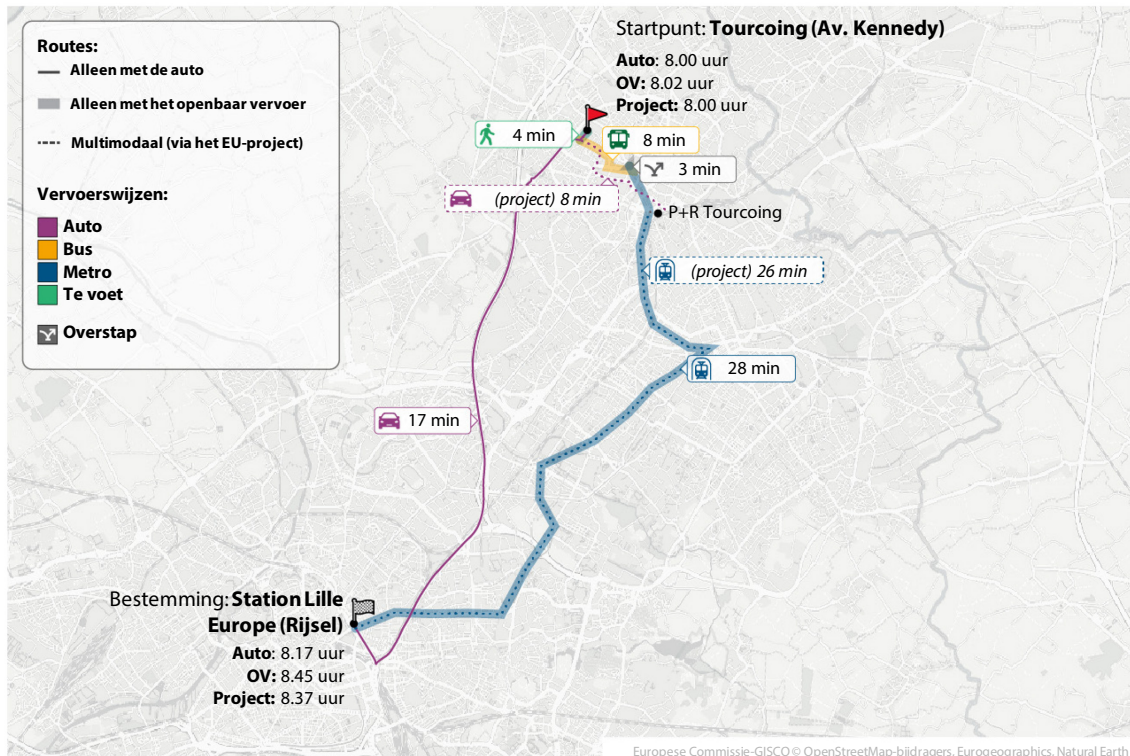 Routes:
Alleen met de auto
Alleen met het openbaar vervoer
Multimodaal (via het EU-project)
Vervoerswijzen:
Auto
Bus
Metro
Te voet
Overstap
Startpunt: Tourcoing (Av. Kennedy)
Auto: 8.00 uur
OV: 8.02 uur
Project: 8.00 uur
4 min
8 min
3 min
(project) 8 min
P+R Tourcoing
(project) 26 min
28 min
17 min
Bestemming: Station Lille
Europe (Rijsel)
Auto: 8.17 uur
OV: 8.45 uur
Project: 8.37 uur
Europese Commissie-GISCO © OpenStreetMap-bijdragers, Eurogeographics, Natural Earth